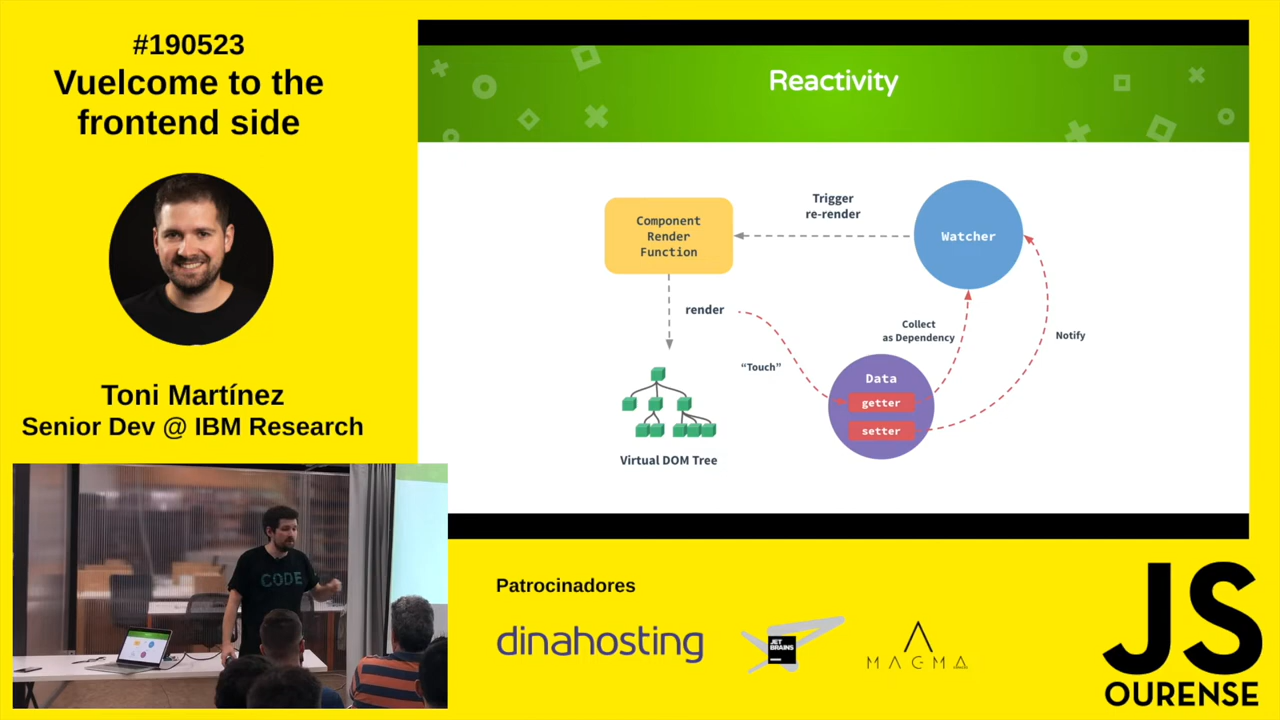 #190523
Vuelcome to the
frontend side
Toni Martínez
Senior Dev @ IBM Research
CODE
Reactivity
Component
Render
Function
Trigger
re-render
Watcher
render
Collect
as Dependency
Notify
“Touch”
Data
getter
setter
Virtual DOM Tree
Patrocinadores
dinahosting
JET
BRAINS
MAGMA
JS
OURENSE